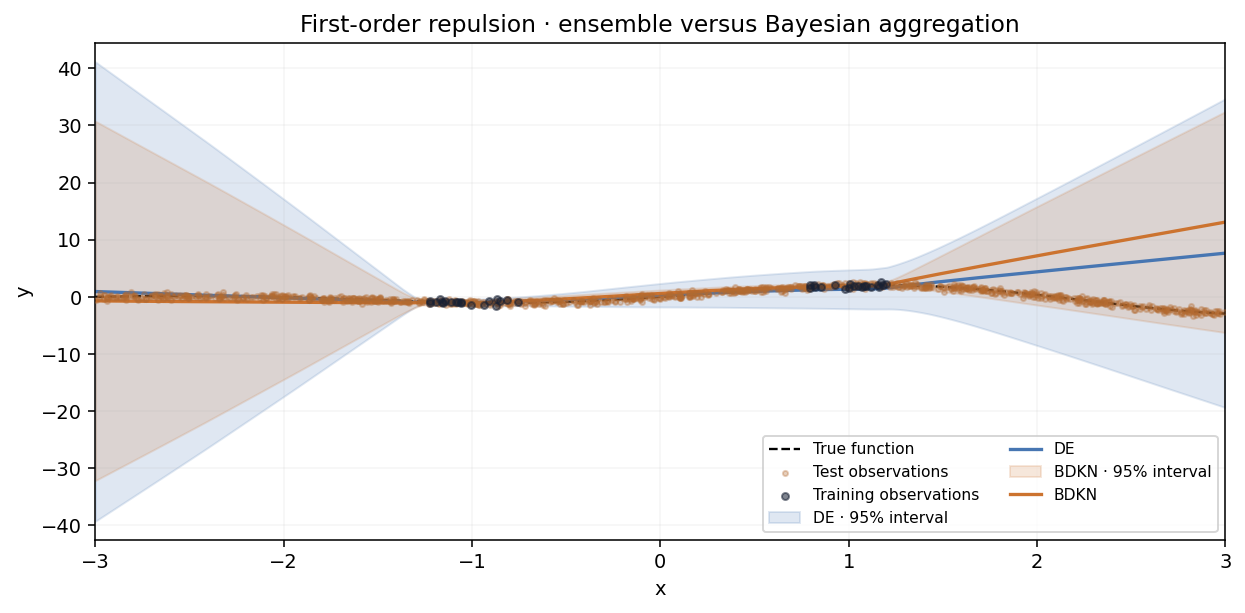 First-order repulsion · ensemble versus Bayesian aggregation
40
30
20
10
0
−10
−20
−30
−40
y
−3
−2
−1
0
1
2
3
x
True function
Test observations
Training observations
DE · 95% interval
DE
BDKN · 95% interval
BDKN